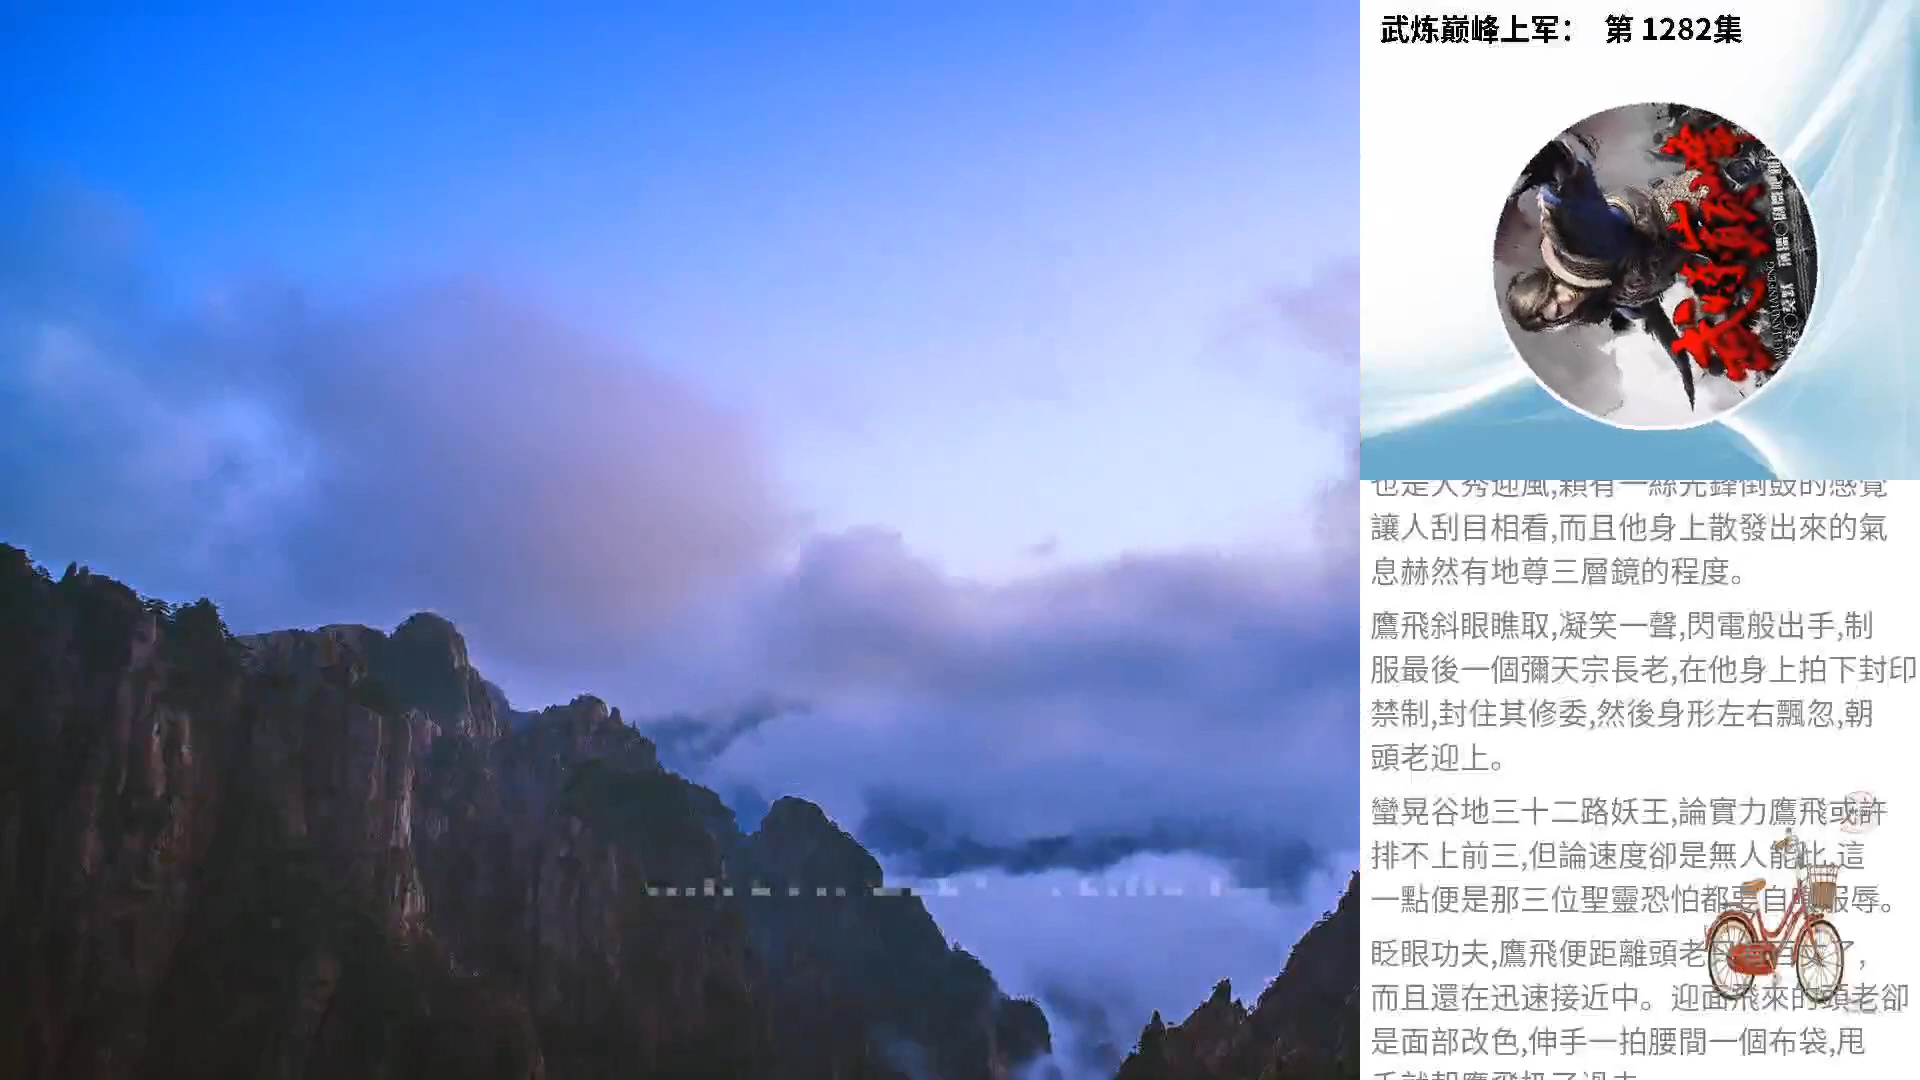 武炼巅峰上军： 第 1282集
讓人刮目相看,而且他身上散發出來的氣
息赫然有地尊三層鏡的程度。
鷹飛斜眼瞧取,凝笑一聲,閃電般出手,制
服最後一個彌天宗長老,在他身上拍下封印
禁制,封住其修委,然後身形左右飄忽,朝
頭老迎上。
蠻晃谷地三十二路妖王,論實力鷹飛或許
排不上前三,但論速度卻是無人能比,這
一點便是那三位聖靈恐怕都要自愧服辱。
眨眼功夫,鷹飛便距離頭老只有百丈了,
而且還在迅速接近中。迎面飛來的頭老卻
是面部改色,伸手一拍腰間一個布袋,甩